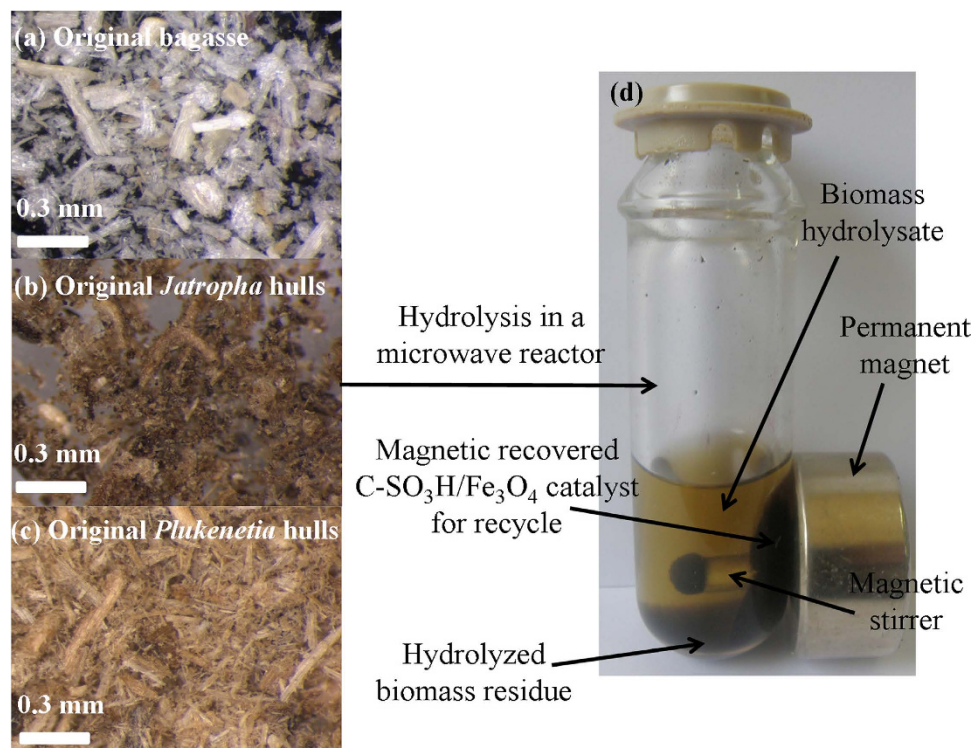 (a) Original bagasse
0.3 mm
(b) Original Jatropha hulls
0.3 mm
(c) Original Plukenetia hulls
0.3 mm
(d)
Biomass
hydrolysate
Hydrolysis in a
microwave reactor
Permanent
magnet
Magnetic recovered
C-SO₃H/Fe₃O₄ catalyst
for recycle
Magnetic
stirrer
Hydrolyzed
biomass residue